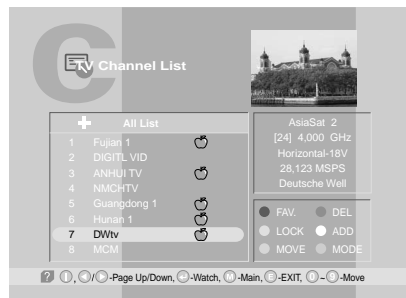 TV Channel List
All List
1 Fujian 1
2 DIGITL VID
3 ANHUI TV
4 NMCHTV
5 Guangdong 1
6 Hunan 1
7 DWtv
8 MCM
AsiaSat 2
[24] 4,000 GHz
Horizontal-18V
28,123 MSPS
Deutsche Well
FAV. DEL
LOCK ADD
MOVE MODE
? , / -Page Up/Down, -Watch, M -Main, E -EXIT, 0 ~ 9 -Move